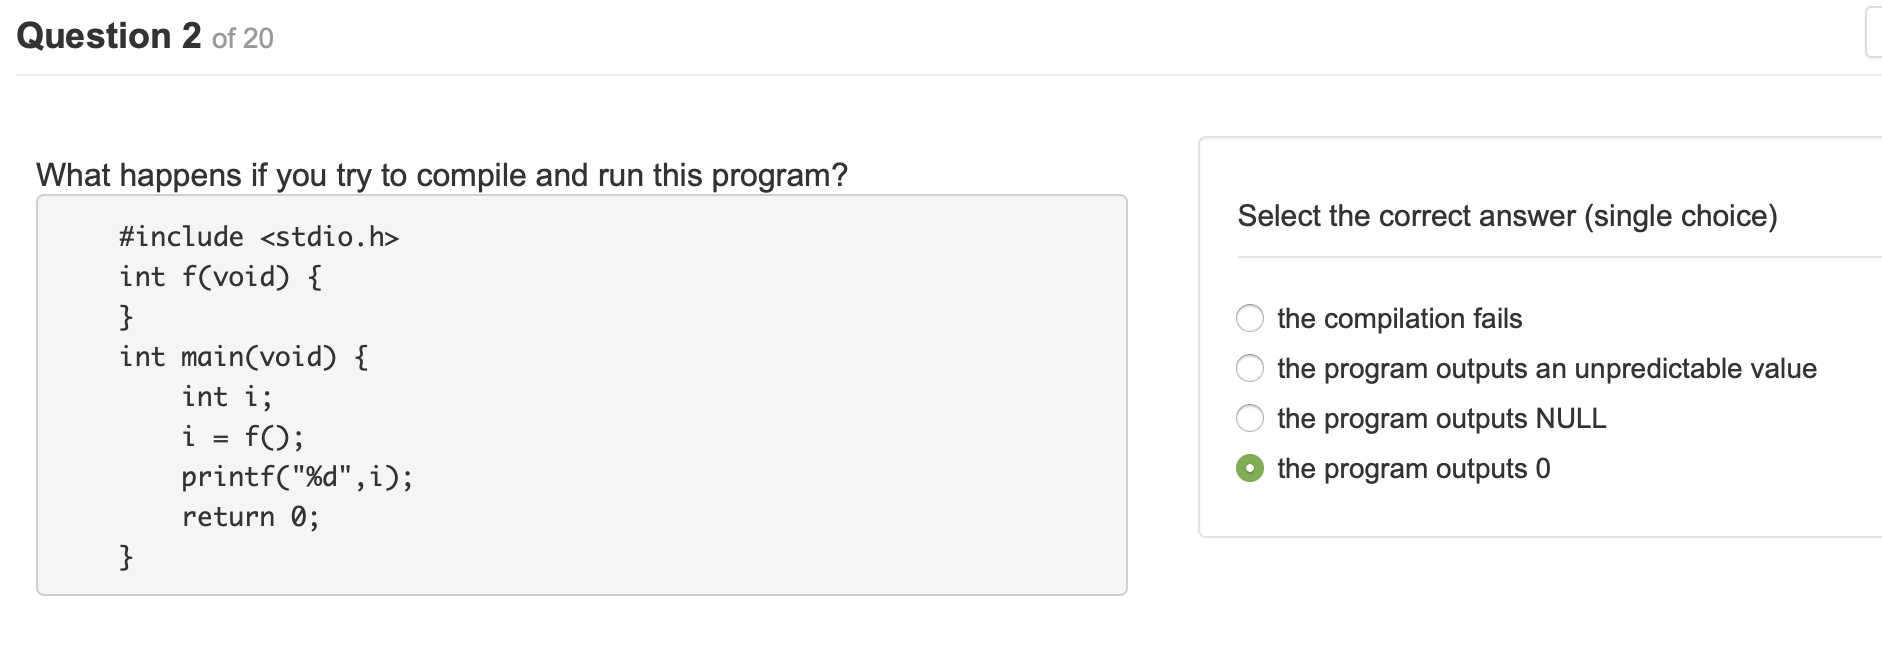 Question 2 of 20
What happens if you try to compile and run this program?
#include <stdio.h>
int f(void) {
}
int main(void) {
    int i;
    i = f();
    printf("%d",i);
    return 0;
}
Select the correct answer (single choice)
the compilation fails
the program outputs an unpredictable value
the program outputs NULL
the program outputs 0